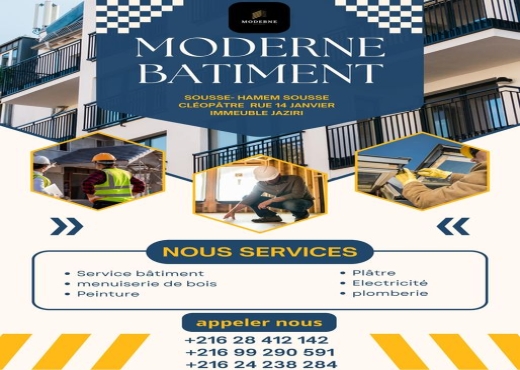 MODERNE
MODERNE
BATIMENT
SOUSSE- HAMEM SOUSSE
CLÉOPÂTRE RUE 14 JANVIER
IMMEUBLE JAZIRI
NOUS SERVICES
• Service bâtiment
• menuiserie de bois
• Peinture
• Plâtre
• Electricité
• plomberie
appeler nous
+216 28 412 142
+216 99 290 591
+216 24 238 284